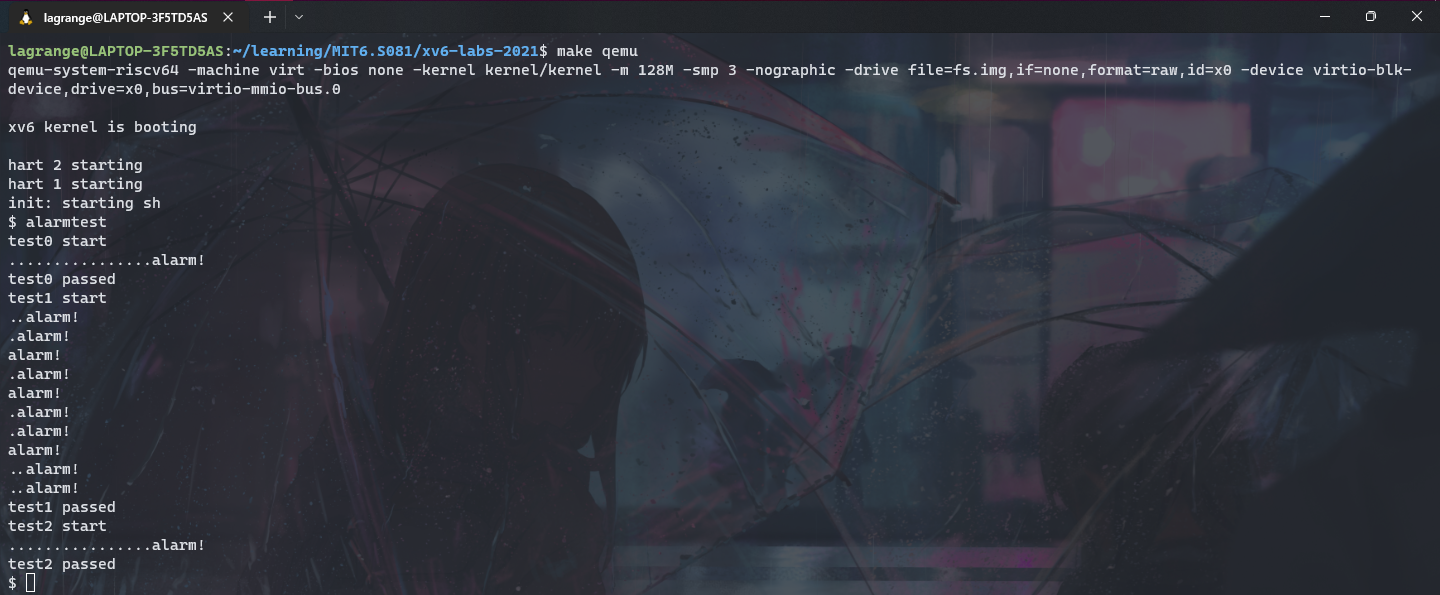 lagrange@LAPTOP-3F5TD5AS
lagrange@LAPTOP-3F5TD5AS:~/learning/MIT6.S081/xv6-labs-2021$ make qemu
qemu-system-riscv64 -machine virt -bios none -kernel kernel/kernel -m 128M -smp 3 -nographic -drive file=fs.img,if=none,format=raw,id=x0 -device virtio-blk-
device,drive=x0,bus=virtio-mmio-bus.0
xv6 kernel is booting
hart 2 starting
hart 1 starting
init: starting sh
$ alarmtest
test0 start
................alarm!
test0 passed
test1 start
..alarm!
.alarm!
alarm!
.alarm!
alarm!
.alarm!
.alarm!
alarm!
..alarm!
..alarm!
test1 passed
test2 start
................alarm!
test2 passed
$